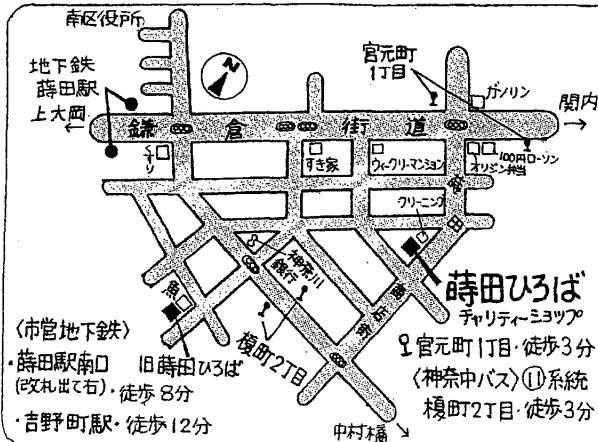 南区役所
地下鉄
蒔田駅
上大岡
←
N
宮元町
1丁目
ガソリン
関内
→
鎌倉街道
くすり
すき家
ウィークリーマンション
オリジン弁当
100円ローソン
クリーニング
蒔田
商店街
神奈川
銀行
魚
旧蒔田ひろば
榎町2丁目
中村橋
蒔田ひろば
チャリティーショップ
宮元町1丁目・徒歩3分
〈神奈中バス〉⑪系統
榎町2丁目・徒歩3分
〈市営地下鉄〉
・蒔田駅南口
(改札出て右)・徒歩8分
・吉野町駅・徒歩12分